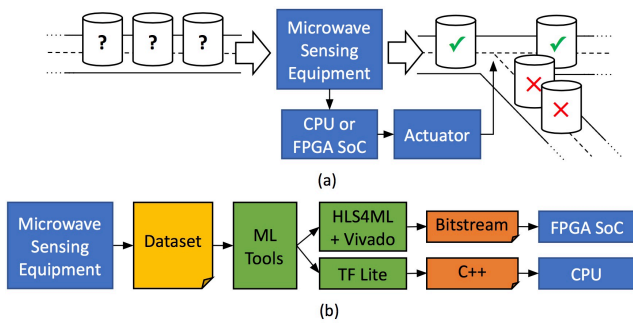 ? ? ?
Microwave
Sensing
Equipment
✓ ✓
✕
✕
CPU or
FPGA SoC
Actuator
(a)
Microwave
Sensing
Equipment
Dataset
ML
Tools
HLS4ML
+ Vivado
Bitstream
FPGA SoC
TF Lite
C++
CPU
(b)